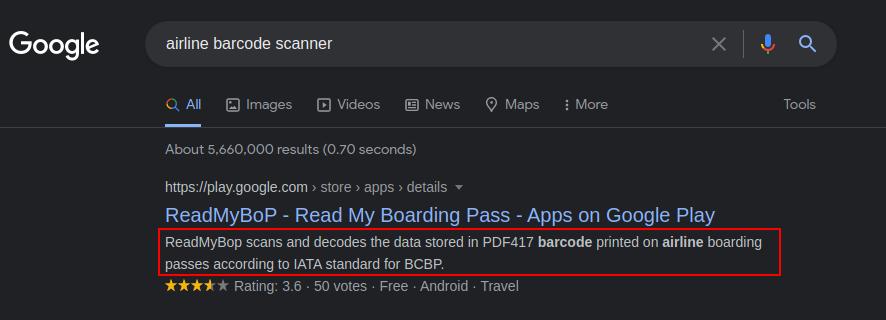 Google
airline barcode scanner
All Images Videos News Maps More Tools
About 5,660,000 results (0.70 seconds)
https://play.google.com › store › apps › details
ReadMyBoP - Read My Boarding Pass - Apps on Google Play
ReadMyBop scans and decodes the data stored in PDF417 barcode printed on airline boarding
passes according to IATA standard for BCBP.
Rating: 3.6 · 50 votes · Free · Android · Travel